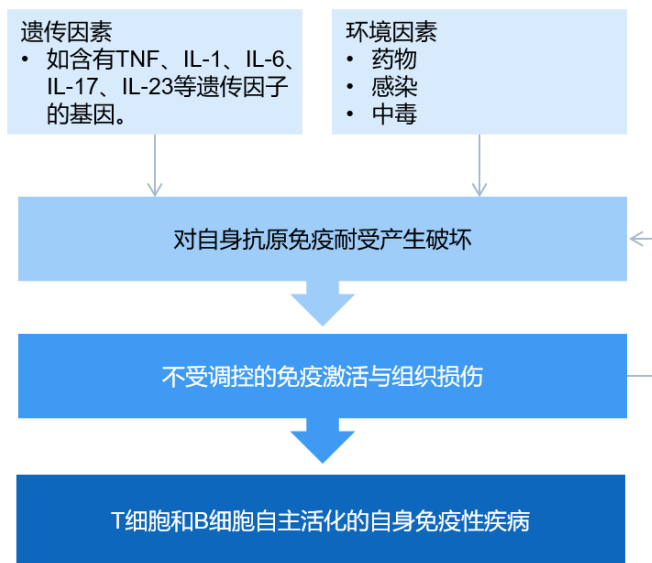 遗传因素
• 如含有TNF、IL-1、IL-6、
IL-17、IL-23等遗传因子
的基因。
环境因素
• 药物
• 感染
• 中毒
对自身抗原免疫耐受产生破坏
不受调控的免疫激活与组织损伤
T细胞和B细胞自主活化的自身免疫性疾病